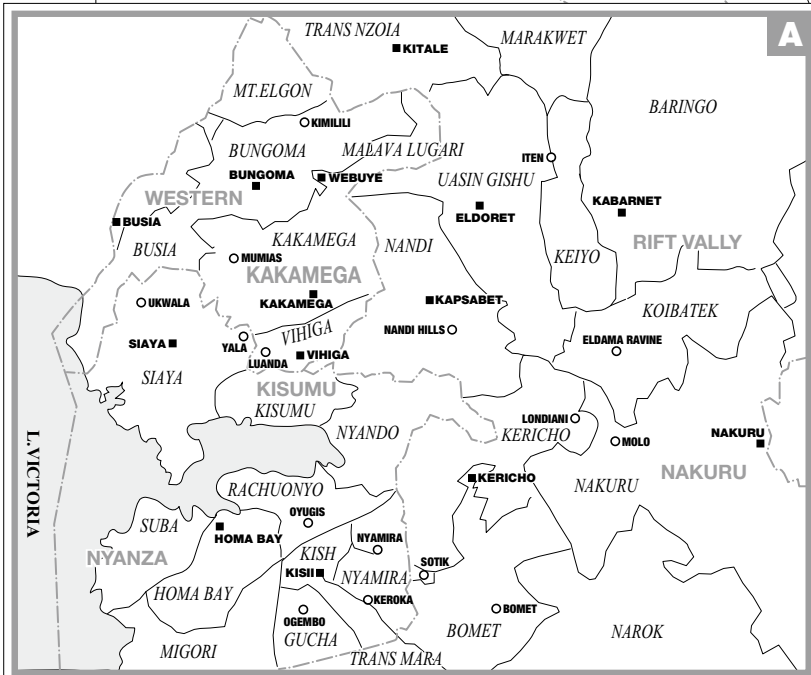 A
TRANS NZOIA
KITALE
MARAKWET
MT.ELGON
BARINGO
KIMILILI
BUNGOMA
MALAVA LUGARI
ITEN
BUNGOMA
WEBUYE
UASIN GISHU
WESTERN
KABARNET
ELDORET
BUSIA
KAKAMEGA
NANDI
RIFT VALLY
BUSIA
MUMIAS
KEIYO
KAKAMEGA
UKWALA
KAKAMEGA
KAPSABET
KOIBATEK
VIHIGA
NANDI HILLS
ELDAMA RAVINE
SIAYA
YALA
LUANDA
VIHIGA
SIAYA
KISUMU
KISUMU
LONDIANI
NYANDO
KERICHO
NAKURU
MOLO
L.VICTORIA
NAKURU
KERICHO
RACHUONYO
NAKURU
OYUGIS
SUBA
HOMA BAY
NYAMIRA
KISH
NYANZA
SOTIK
KISII
NYAMIRA
HOMA BAY
KEROKA
OGEMBO
BOMET
GUCHA
BOMET
NAROK
MIGORI
TRANS MARA